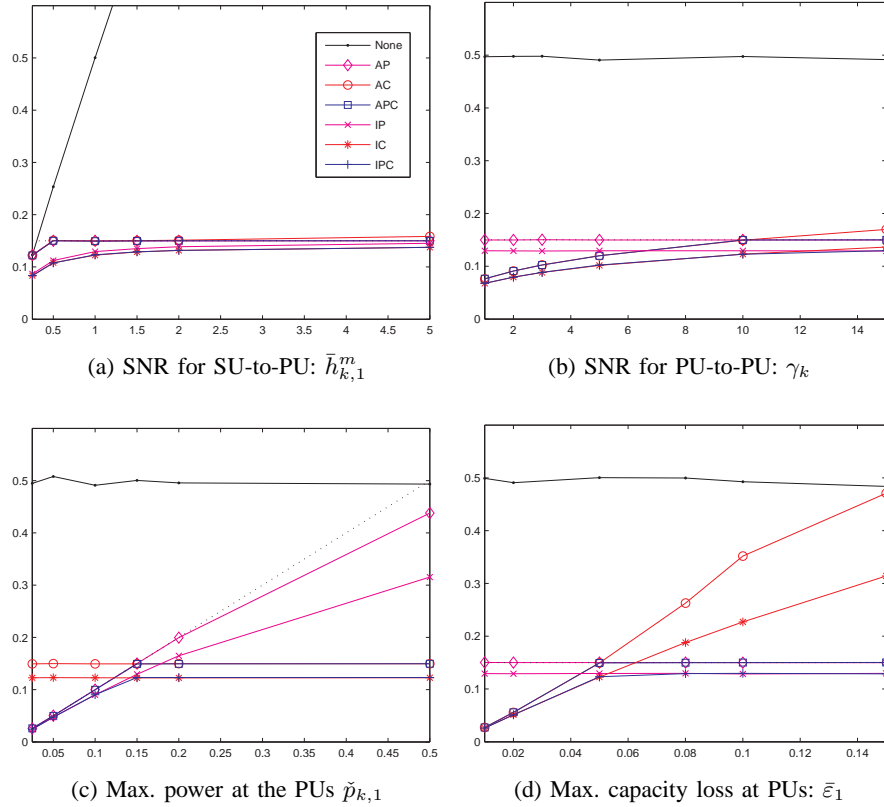 0.5
0.4
0.3
0.2
0.1
0
0.5 1 1.5 2 2.5 3 3.5 4 4.5 5
None
AP
AC
APC
IP
IC
IPC
(a) SNR for SU-to-PU: $\bar{h}^m_{k,1}$
0.5
0.4
0.3
0.2
0.1
0
2 4 6 8 10 12 14
(b) SNR for PU-to-PU: $\gamma_k$
0.5
0.4
0.3
0.2
0.1
0
0.05 0.1 0.15 0.2 0.25 0.3 0.35 0.4 0.45 0.5
(c) Max. power at the PUs $\check{p}_{k,1}$
0.5
0.4
0.3
0.2
0.1
0
0.02 0.04 0.06 0.08 0.1 0.12 0.14
(d) Max. capacity loss at PUs: $\bar{\varepsilon}_1$